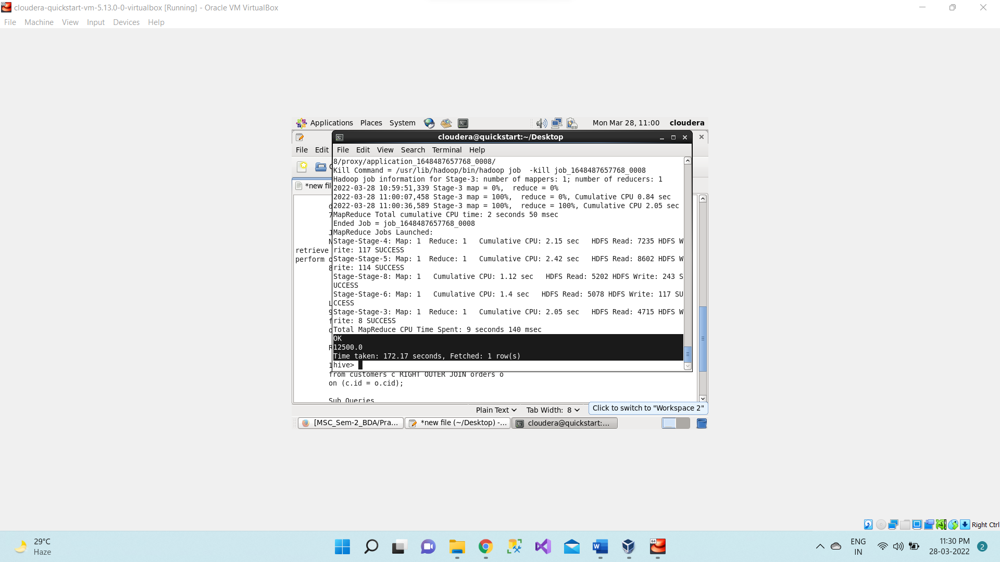 cloudera-quickstart-vm-5.13.0-0-virtualbox [Running] - Oracle VM VirtualBox
File Machine View Input Devices Help
Applications Places System Mon Mar 28, 11:00 cloudera
cloudera@quickstart:~/Desktop
File Edit
File Edit View Search Terminal Help
*new fil
8/proxy/application_1648487657768_0008/
Kill Command = /usr/lib/hadoop/bin/hadoop job  -kill job_1648487657768_0008
Hadoop job information for Stage-3: number of mappers: 1; number of reducers: 1
2022-03-28 10:59:51,339 Stage-3 map = 0%,  reduce = 0%
2022-03-28 11:00:07,458 Stage-3 map = 100%,  reduce = 0%, Cumulative CPU 0.84 sec
2022-03-28 11:00:36,589 Stage-3 map = 100%,  reduce = 100%, Cumulative CPU 2.05 sec
MapReduce Total cumulative CPU time: 2 seconds 50 msec
Ended Job = job_1648487657768_0008
MapReduce Jobs Launched:
Stage-Stage-4: Map: 1  Reduce: 1   Cumulative CPU: 2.15 sec   HDFS Read: 7235 HDFS W
rite: 117 SUCCESS
Stage-Stage-5: Map: 1  Reduce: 1   Cumulative CPU: 2.42 sec   HDFS Read: 8602 HDFS W
rite: 114 SUCCESS
Stage-Stage-8: Map: 1   Cumulative CPU: 1.12 sec   HDFS Read: 5202 HDFS Write: 243 S
UCCESS
Stage-Stage-6: Map: 1   Cumulative CPU: 1.4 sec   HDFS Read: 5078 HDFS Write: 117 SU
CCESS
Stage-Stage-3: Map: 1  Reduce: 1   Cumulative CPU: 2.05 sec   HDFS Read: 4715 HDFS W
rite: 8 SUCCESS
Total MapReduce CPU Time Spent: 9 seconds 140 msec
OK
12500.0
Time taken: 172.17 seconds, Fetched: 1 row(s)
hive>
retrieve
perform
from customers c RIGHT OUTER JOIN orders o
on (c.id = o.cid);
Sub Queries
Plain Text Tab Width: 8
Click to switch to "Workspace 2"
[MSC_Sem-2_BDA/Pra... *new file (~/Desktop) -... cloudera@quickstart:...
Right Ctrl
29°C
Haze
ENG
IN
11:30 PM
28-03-2022
2